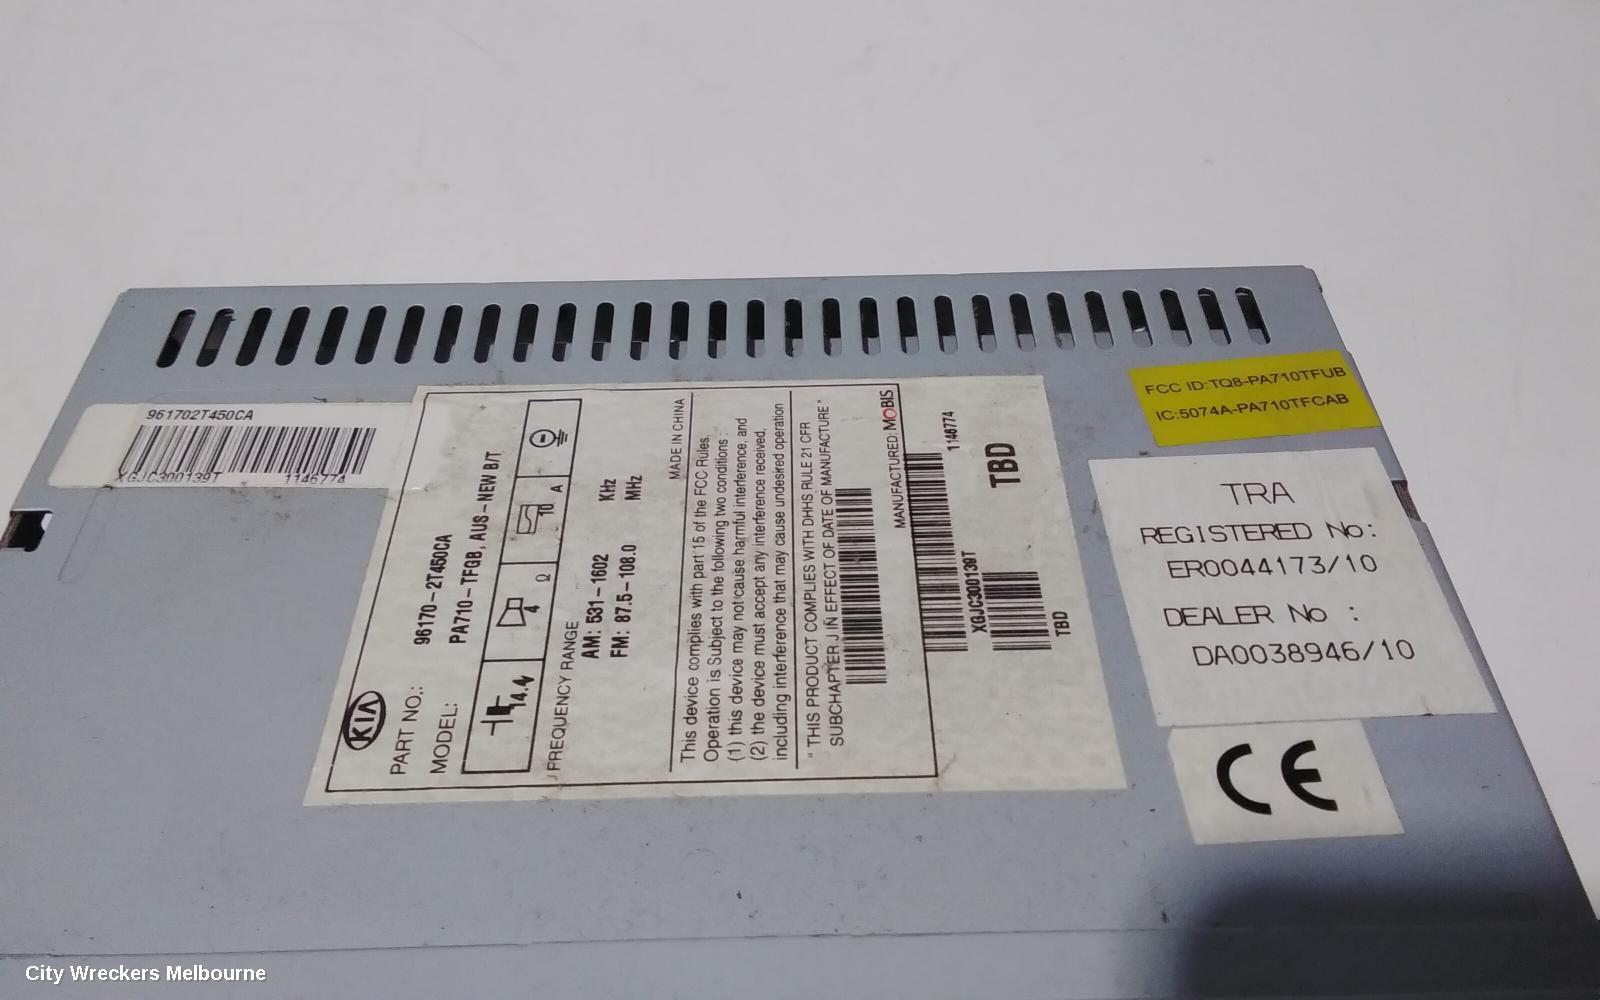 961702T450CA
XGJC300139T 1146774
KIA
PART NO.: 96170-2T450CA
MODEL: PA710-TFGB, AUS-NEW B/T
14.4V
4 Ω
10 A
FREQUENCY RANGE
AM: 531-1602 KHz
FM: 87.5-108.0 MHz
MADE IN CHINA
This device complies with part 15 of the FCC Rules.
Operation is Subject to the following two conditions :
(1) this device may not cause harmful interference, and
(2) the device must accept any interference received,
including interference that may cause undesired operation
" THIS PRODUCT COMPLIES WITH DHHS RULE 21 CFR
SUBCHAPTER J IN EFFECT OF DATE OF MANUFACTURE"
MANUFACTURED: MOBIS
1146774
XGJC300139T
TBD
TBD
FCC ID:TQ8-PA710TFUB
IC:5074A-PA710TFCAB
TRA
REGISTERED No:
ER0044173/10
DEALER No :
DA0038946/10
CE
City Wreckers Melbourne